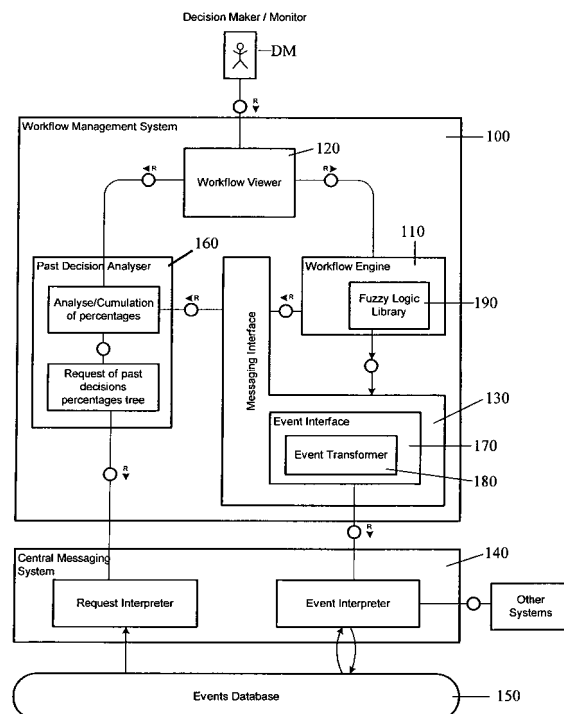 Decision Maker / Monitor
DM
R
Workflow Management System
100
120
R
R
Workflow Viewer
110
160
Past Decision Analyser
Workflow Engine
Analyse/Cumulation
of percentages
R
Messaging Interface
R
Fuzzy Logic
Library
190
Request of past
decisions
percentages tree
130
Event Interface
170
Event Transformer
180
R
R
Central Messaging
System
140
Request Interpreter
Event Interpreter
Other
Systems
Events Database
150